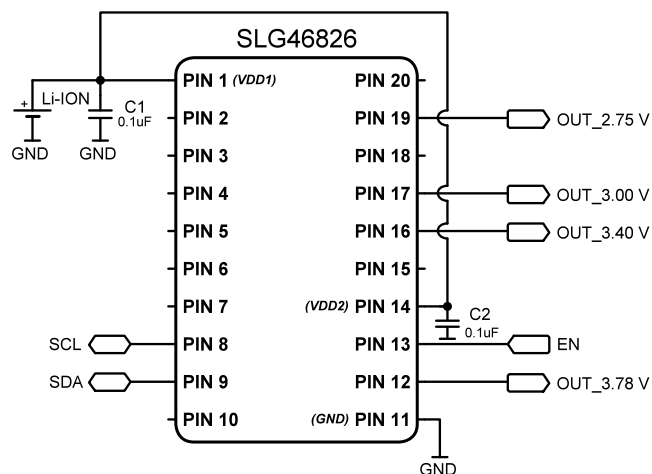 SLG46826
PIN 1 (VDD1)
PIN 20
Li-ION
C1
0.1uF
GND
GND
PIN 2
PIN 19
OUT_2.75 V
PIN 3
PIN 18
PIN 4
PIN 17
OUT_3.00 V
PIN 5
PIN 16
OUT_3.40 V
PIN 6
PIN 15
PIN 7
(VDD2) PIN 14
C2
0.1uF
SCL
PIN 8
PIN 13
EN
SDA
PIN 9
PIN 12
OUT_3.78 V
PIN 10
(GND) PIN 11
GND